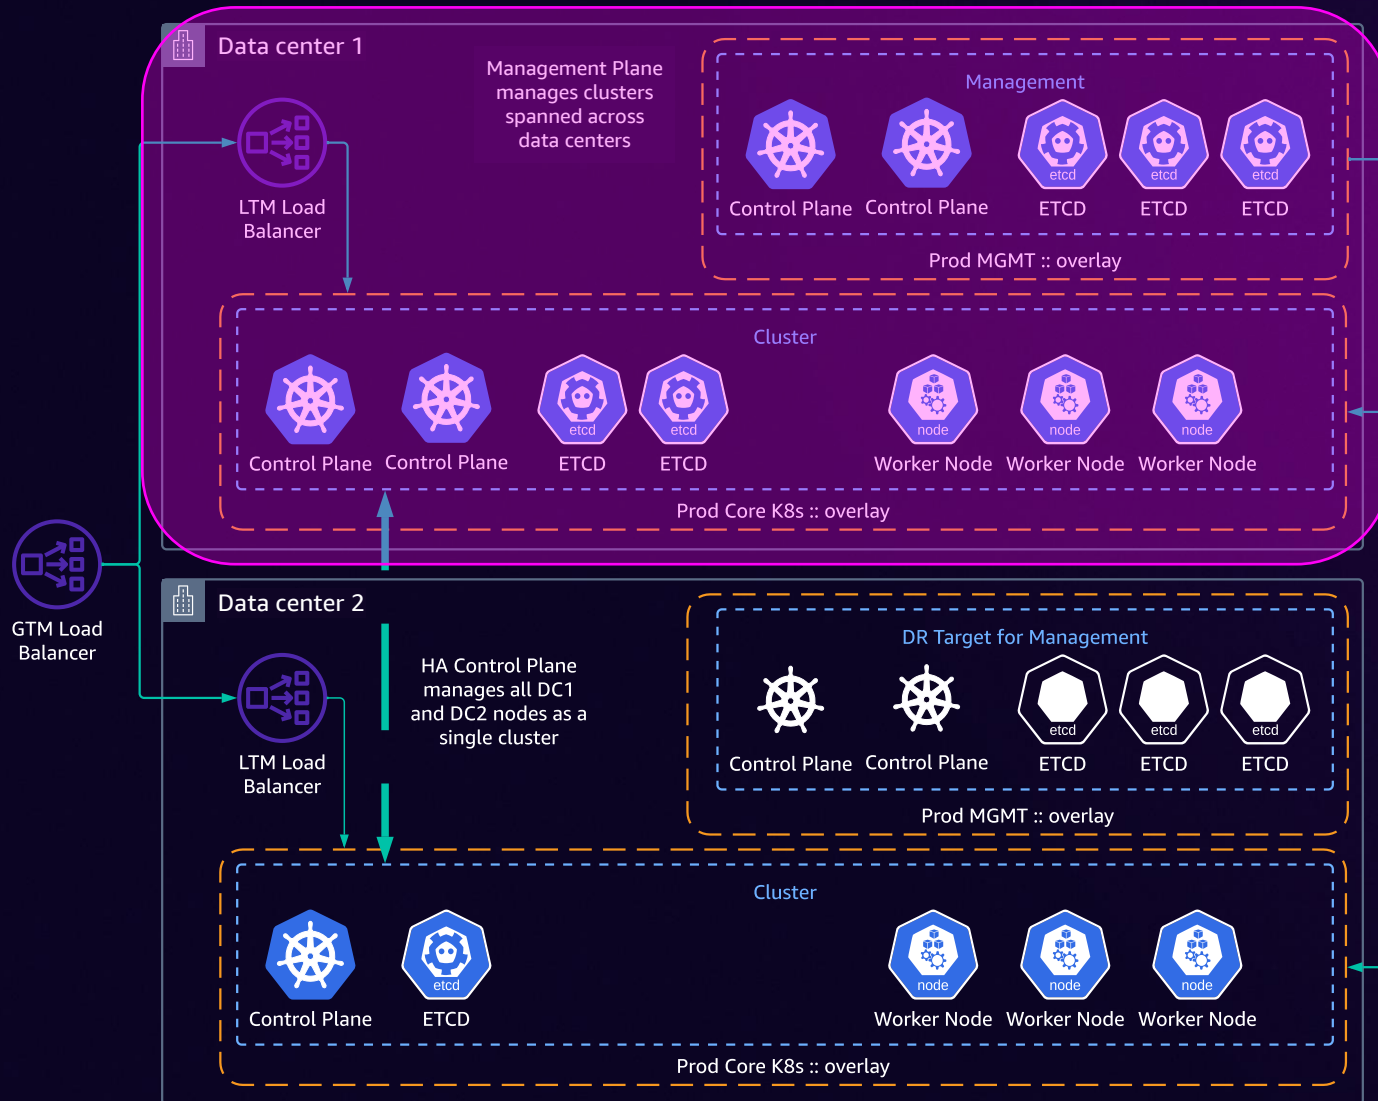 Data center 1
Management Plane
manages clusters
spanned across
data centers
Management
etcd
etcd
etcd
Control Plane
Control Plane
ETCD
ETCD
ETCD
Prod MGMT :: overlay
LTM Load
Balancer
Cluster
etcd
etcd
node
node
node
Control Plane
Control Plane
ETCD
ETCD
Worker Node
Worker Node
Worker Node
Prod Core K8s :: overlay
GTM Load
Balancer
Data center 2
LTM Load
Balancer
HA Control Plane
manages all DC1
and DC2 nodes as a
single cluster
DR Target for Management
etcd
etcd
etcd
Control Plane
Control Plane
ETCD
ETCD
ETCD
Prod MGMT :: overlay
Cluster
etcd
node
node
node
Control Plane
ETCD
Worker Node
Worker Node
Worker Node
Prod Core K8s :: overlay